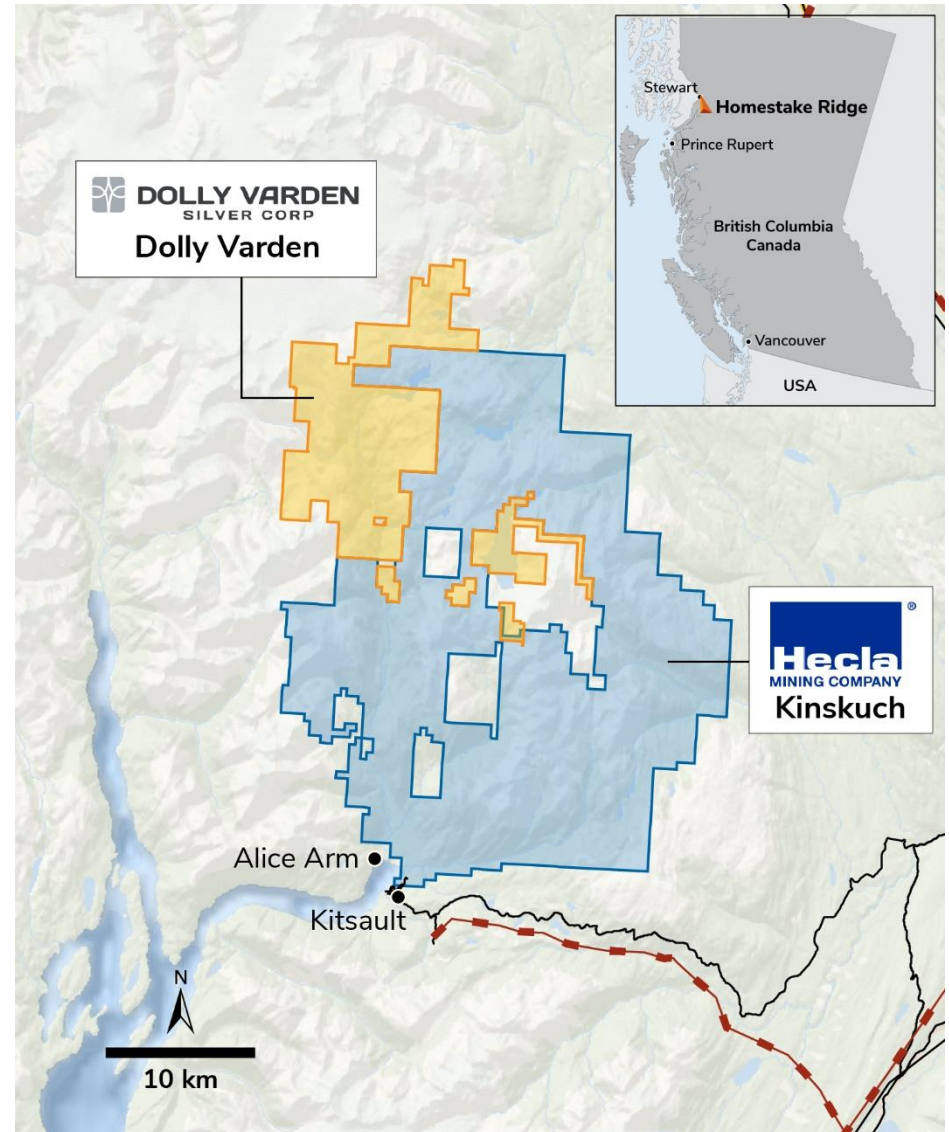 Stewart
Homestake Ridge
Prince Rupert
British Columbia
Canada
Vancouver
USA
DOLLY VARDEN
SILVER CORP
Dolly Varden
Hecla
®
MINING COMPANY
Kinskuch
Alice Arm
Kitsault
N
10 km